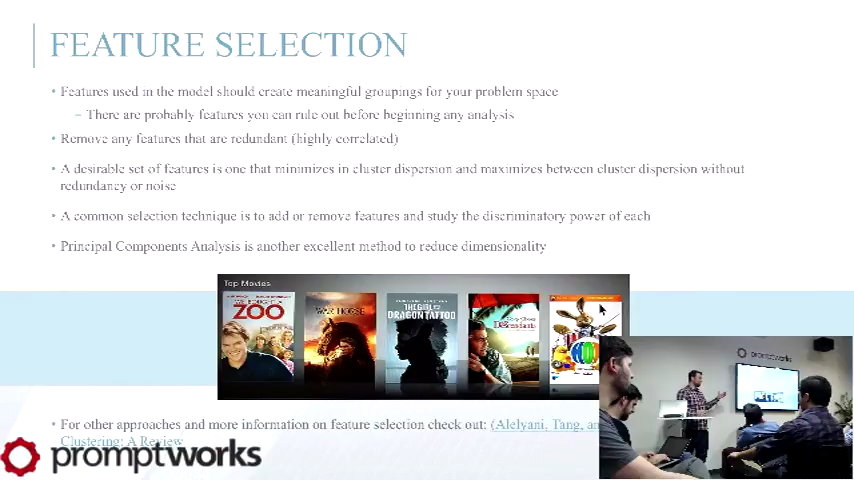 FEATURE SELECTION
• Features used in the model should create meaningful groupings for your problem space
– There are probably features you can rule out before beginning any analysis
• Remove any features that are redundant (highly correlated)
• A desirable set of features is one that minimizes in cluster dispersion and maximizes between cluster dispersion without
redundancy or noise
• A common selection technique is to add or remove features and study the discriminatory power of each
• Principal Components Analysis is another excellent method to reduce dimensionality
Top Movies
ZOO
WAR HORSE
THE GIRL
DRAGON TATTOO
Descendants
• For other approaches and more information on feature selection check out: (Alelyani, Tang, an
Clustering: A Review
promptworks
promptworks